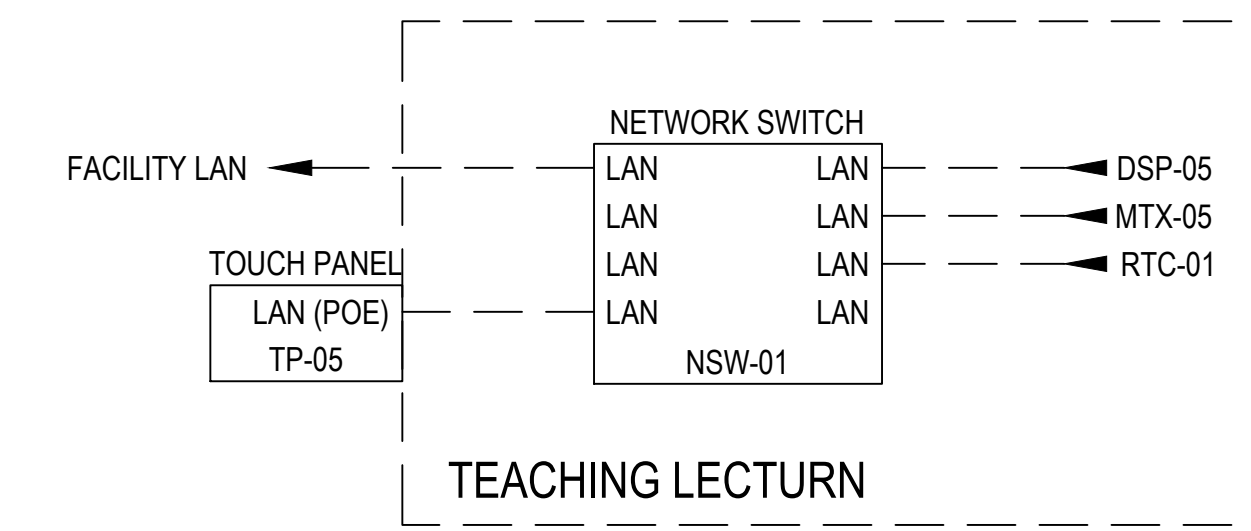 NETWORK SWITCH
FACILITY LAN
LAN LAN
DSP-05
LAN LAN
MTX-05
TOUCH PANEL
LAN LAN
RTC-01
LAN (POE)
LAN LAN
TP-05
NSW-01
TEACHING LECTURN